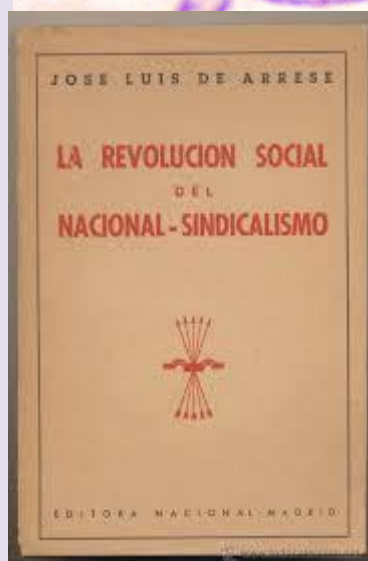 JOSE LUIS DE ARRESE
LA REVOLUCION SOCIAL
DEL
NACIONAL-SINDICALISMO
EDITORA NACIONAL-MADRID